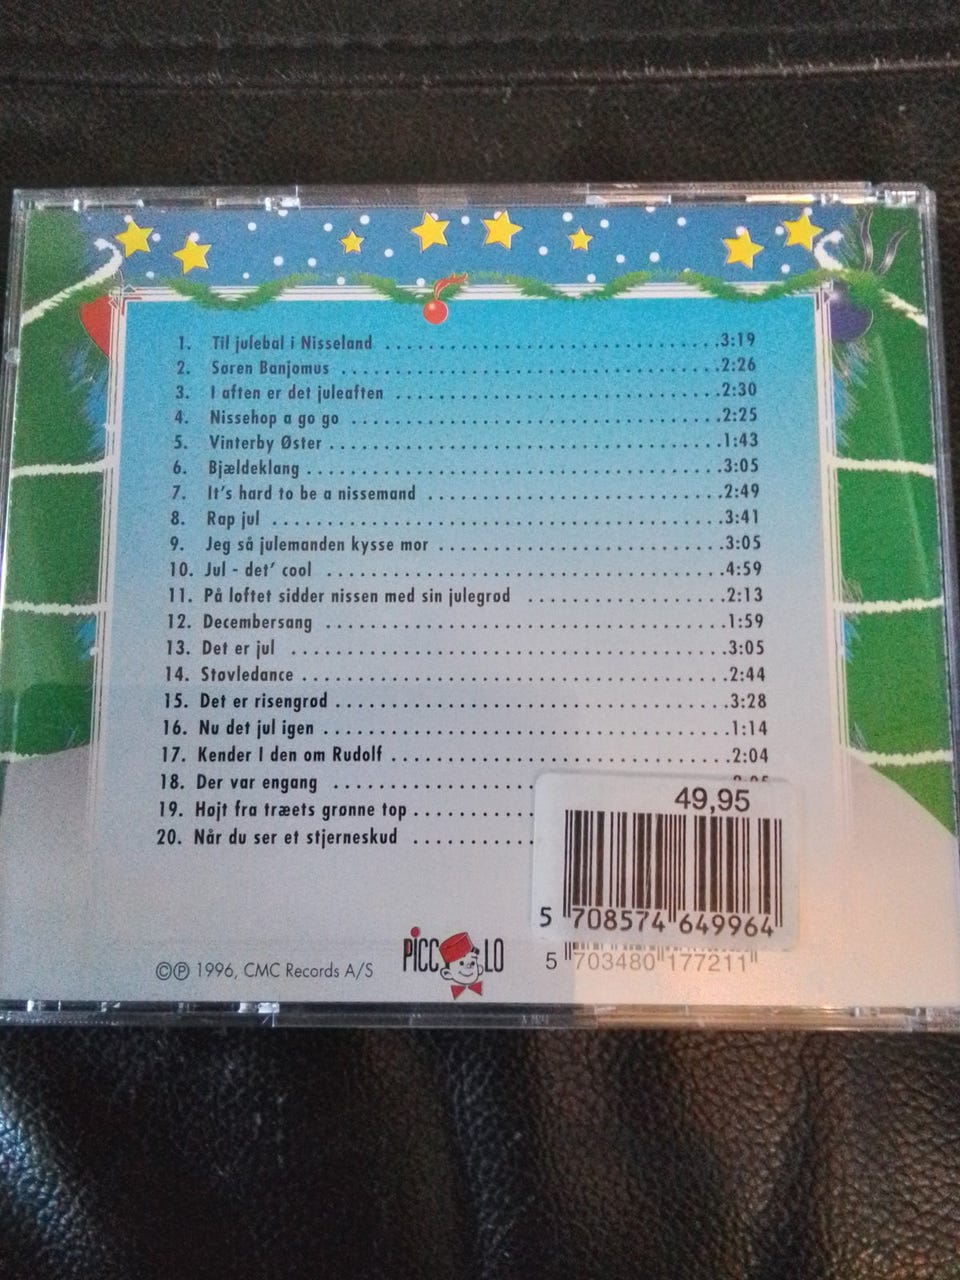 1. Til julebal i Nisseland ........ 3:19
2. Søren Banjomus ........ 2:26
3. I aften er det juleaften ........ 2:30
4. Nissehop a go go ........ 2:25
5. Vinterby Øster ........ 1:43
6. Bjældeklang ........ 3:05
7. It's hard to be a nissemand ........ 2:49
8. Rap jul ........ 3:41
9. Jeg så julemanden kysse mor ........ 3:05
10. Jul - det' cool ........ 4:59
11. På loftet sidder nissen med sin julegrød ........ 2:13
12. Decembersang ........ 1:59
13. Det er jul ........ 3:05
14. Støvledance ........ 2:44
15. Det er risengrød ........ 3:28
16. Nu det jul igen ........ 1:14
17. Kender I den om Rudolf ........ 2:04
18. Der var engang ........
19. Højt fra træets grønne top ........
20. Når du ser et stjerneskud ........
49,95
5 708574 649964
©℗ 1996, CMC Records A/S PICCOLO 5 703480 177211